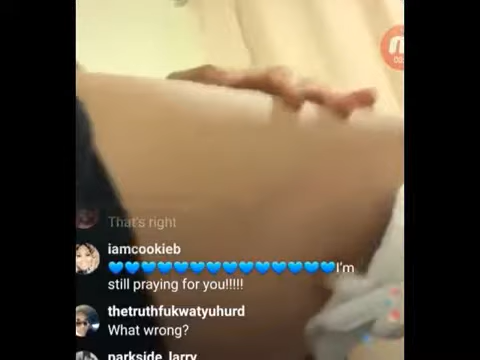 That's right
iamcookieb
💙💙💙💙💙💙💙💙💙💙💙💙💙💙I'm
still praying for you!!!!!
thetruthfukwatyuhurd
What wrong?
parkside_larry